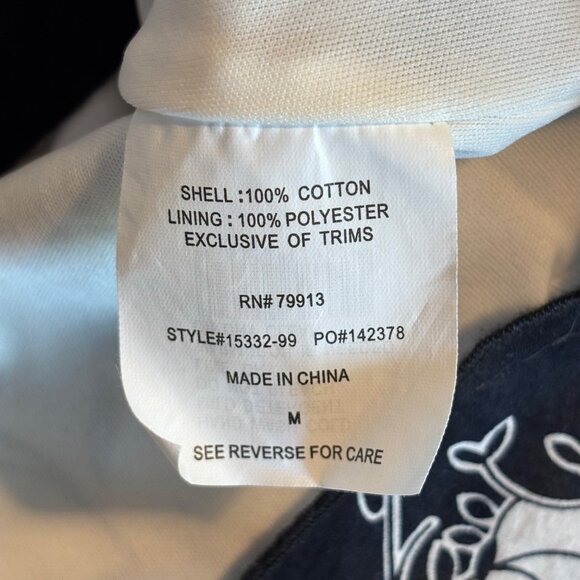 SHELL : 100% COTTON
LINING : 100% POLYESTER
EXCLUSIVE OF TRIMS
RN# 79913
STYLE#15332-99 PO#142378
MADE IN CHINA
M
SEE REVERSE FOR CARE